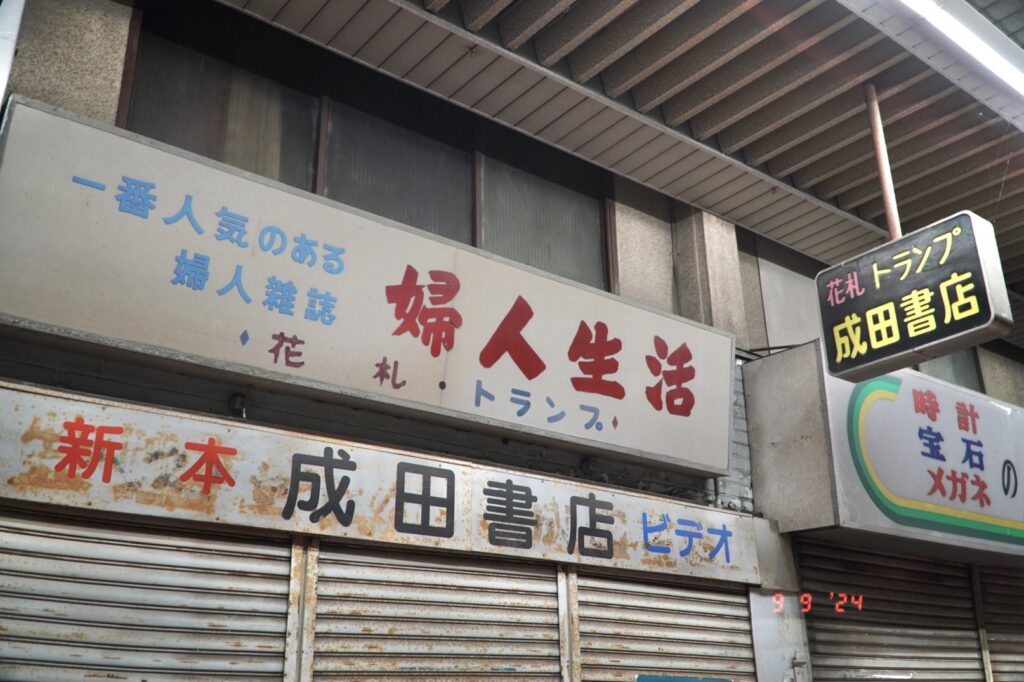 一番人気のある
婦人雑誌
婦人生活
花札・トランプ
新本 成田書店 ビデオ
花札 トランプ
成田書店
時計
宝石
メガネ
の
9 9 '24